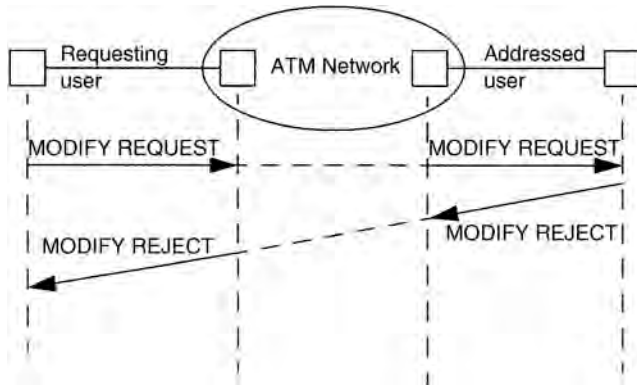 Requesting
user
ATM Network
Addressed
user
MODIFY REQUEST
MODIFY REQUEST
MODIFY REJECT
MODIFY REJECT